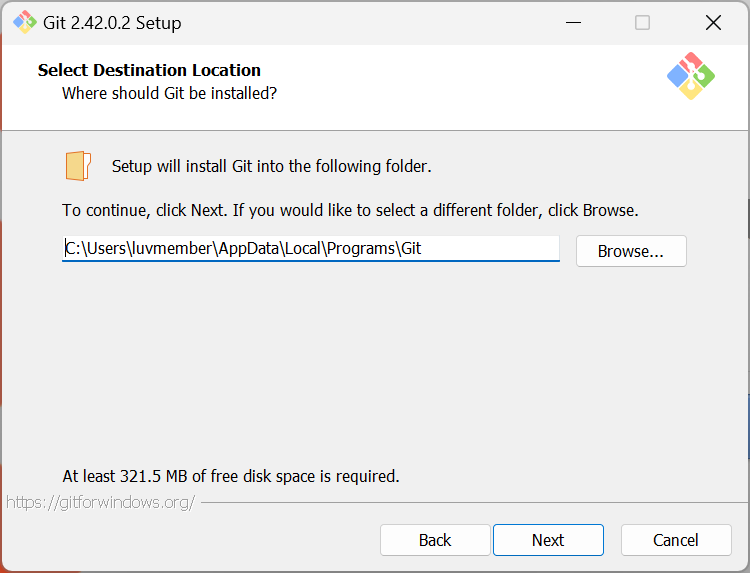 Git 2.42.0.2 Setup
Select Destination Location
Where should Git be installed?
Setup will install Git into the following folder.
To continue, click Next. If you would like to select a different folder, click Browse.
C:\Users\luvmember\AppData\Local\Programs\Git
Browse...
At least 321.5 MB of free disk space is required.
https://gitforwindows.org/
Back
Next
Cancel